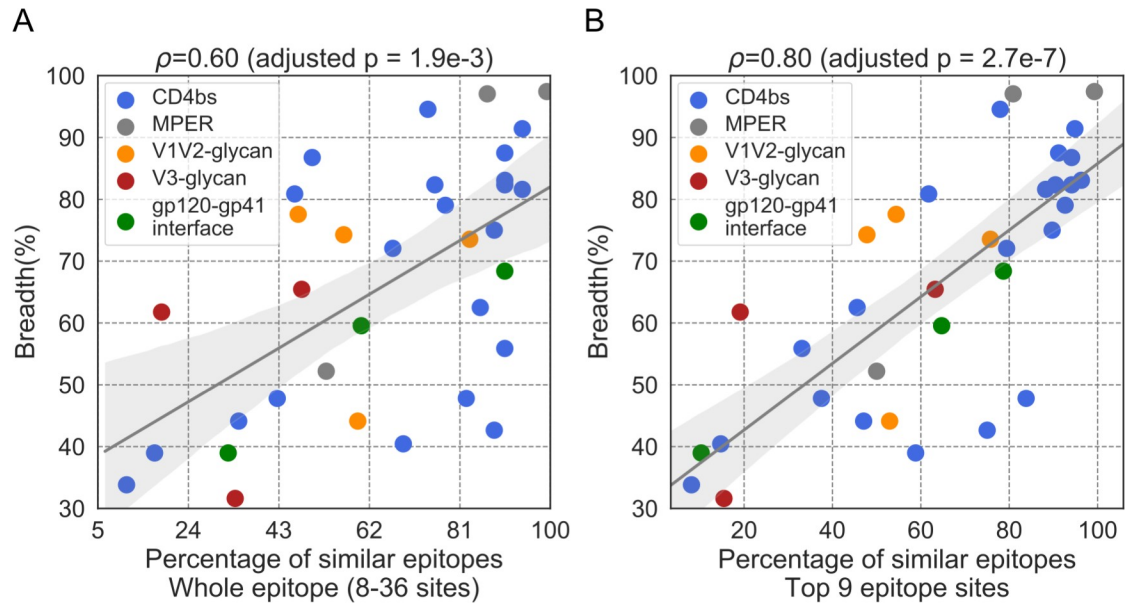 A
ρ=0.60 (adjusted p = 1.9e-3)
CD4bs
MPER
V1V2-glycan
V3-glycan
gp120-gp41
interface
Breadth(%)
100
90
80
70
60
50
40
30
5 24 43 62 81 100
Percentage of similar epitopes
Whole epitope (8-36 sites)
B
ρ=0.80 (adjusted p = 2.7e-7)
CD4bs
MPER
V1V2-glycan
V3-glycan
gp120-gp41
interface
Breadth(%)
100
90
80
70
60
50
40
30
20 40 60 80 100
Percentage of similar epitopes
Top 9 epitope sites